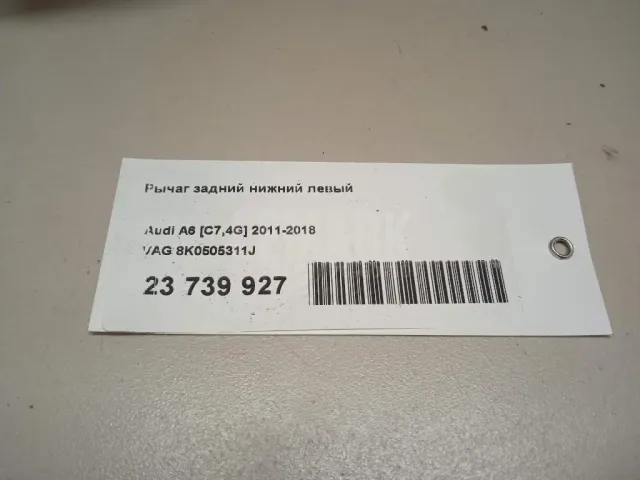 Рычаг задний нижний левый
Audi A6 [C7,4G] 2011-2018
VAG 8K0505311J
23 739 927